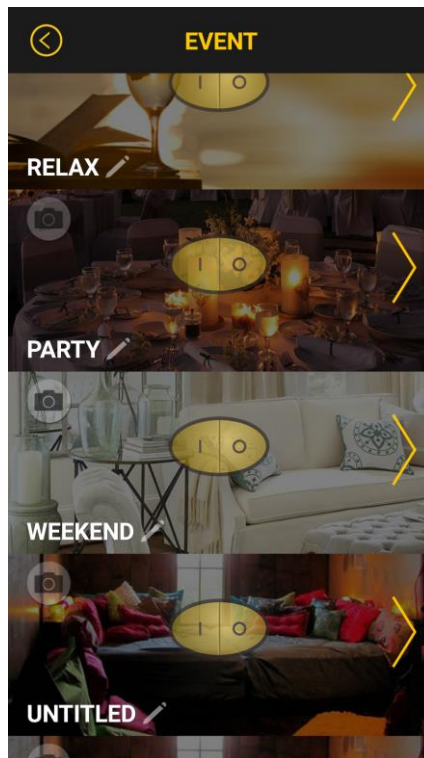 EVENT
I O
RELAX
I O
PARTY
I O
WEEKEND
I O
UNTITLED